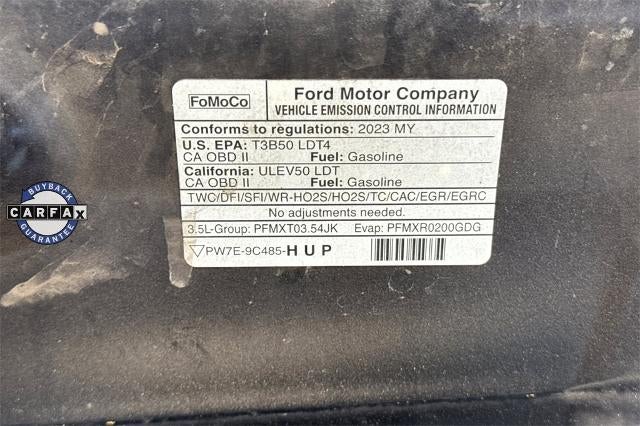 FoMoCo
Ford Motor Company
VEHICLE EMISSION CONTROL INFORMATION
Conforms to regulations: 2023 MY
U.S. EPA: T3B50 LDT4
CA OBD II Fuel: Gasoline
California: ULEV50 LDT
CA OBD II Fuel: Gasoline
TWC/DFI/SFI/WR-HO2S/HO2S/TC/CAC/EGR/EGRC
No adjustments needed.
3.5L-Group: PFMXT03.54JK Evap: PFMXR0200GDG
PW7E-9C485-HUP
BUYBACK
CARFAX
GUARANTEE